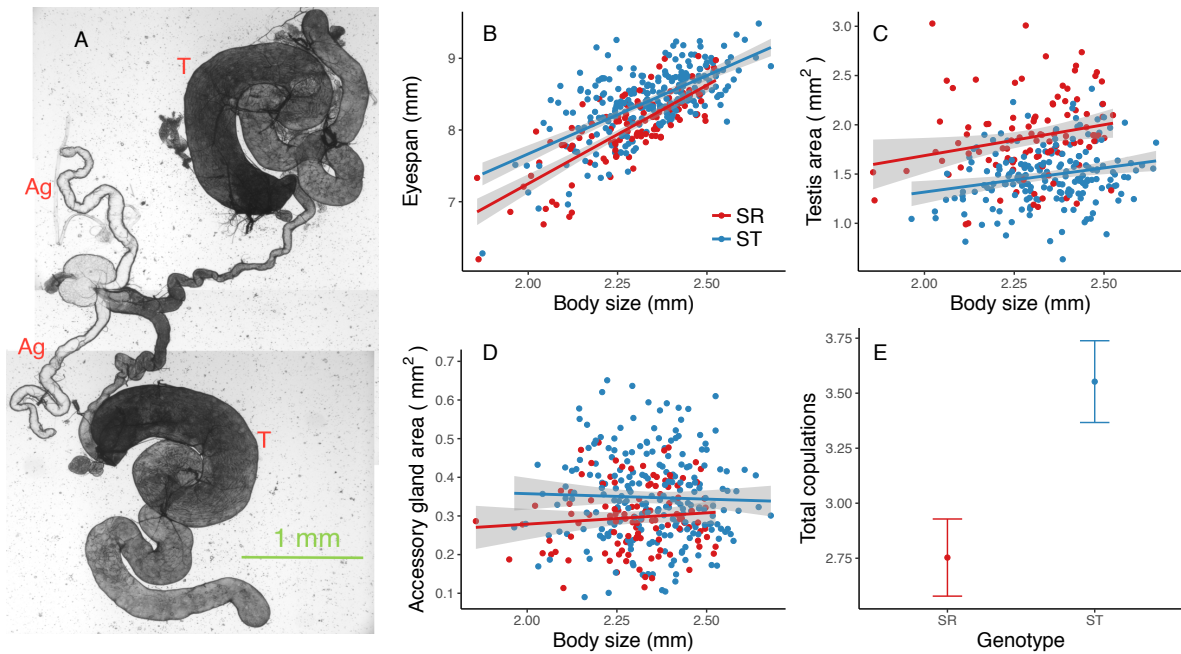 A
T
Ag
Ag
T
1 mm
B
Eyespan (mm)
9
8
7
SR
ST
2.00
2.25
2.50
Body size (mm)
C
Testis area ( mm²)
3.0
2.5
2.0
1.5
1.0
2.00
2.25
2.50
Body size (mm)
D
Accessory gland area ( mm²)
0.7
0.6
0.5
0.4
0.3
0.2
0.1
2.00
2.25
2.50
Body size (mm)
E
Total copulations
3.75
3.50
3.25
3.00
2.75
SR
ST
Genotype